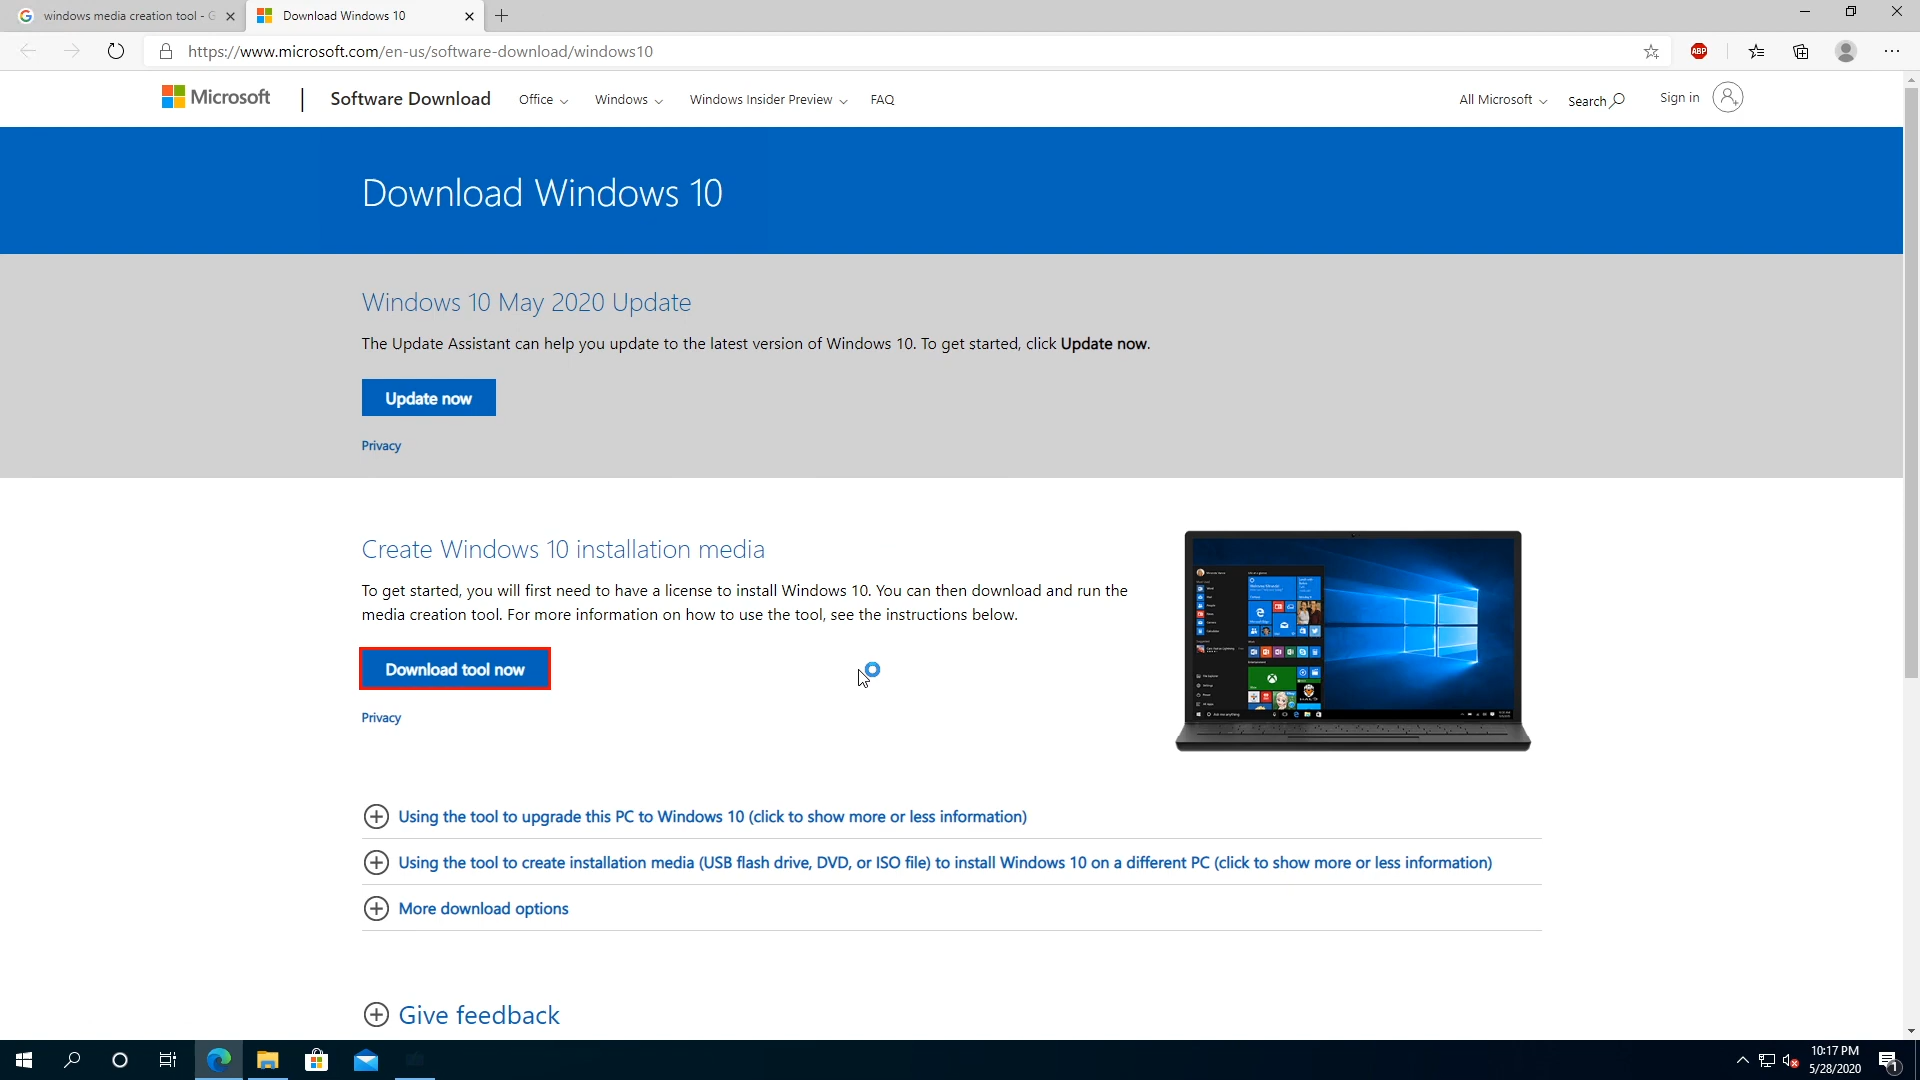 windows media creation tool - G
Download Windows 10
https://www.microsoft.com/en-us/software-download/windows10
ABP
Microsoft
Software Download
Office
Windows
Windows Insider Preview
FAQ
All Microsoft
Search
Sign in
Download Windows 10
Windows 10 May 2020 Update
The Update Assistant can help you update to the latest version of Windows 10. To get started, click Update now.
Update now
Privacy
Create Windows 10 installation media
To get started, you will first need to have a license to install Windows 10. You can then download and run the
media creation tool. For more information on how to use the tool, see the instructions below.
Download tool now
Privacy
Using the tool to upgrade this PC to Windows 10 (click to show more or less information)
Using the tool to create installation media (USB flash drive, DVD, or ISO file) to install Windows 10 on a different PC (click to show more or less information)
More download options
Give feedback
10:17 PM
5/28/2020
1